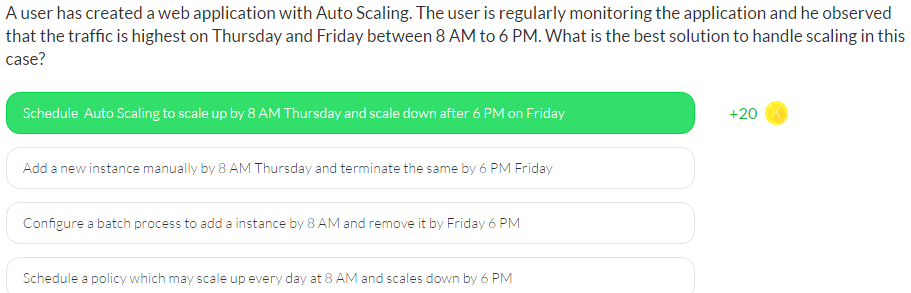 A user has created a web application with Auto Scaling. The user is regularly monitoring the application and he observed
that the traffic is highest on Thursday and Friday between 8 AM to 6 PM. What is the best solution to handle scaling in this
case?
Schedule Auto Scaling to scale up by 8 AM Thursday and scale down after 6 PM on Friday
+20 K
Add a new instance manually by 8 AM Thursday and terminate the same by 6 PM Friday
Configure a batch process to add a instance by 8 AM and remove it by Friday 6 PM
Schedule a policy which may scale up every day at 8 AM and scales down by 6 PM